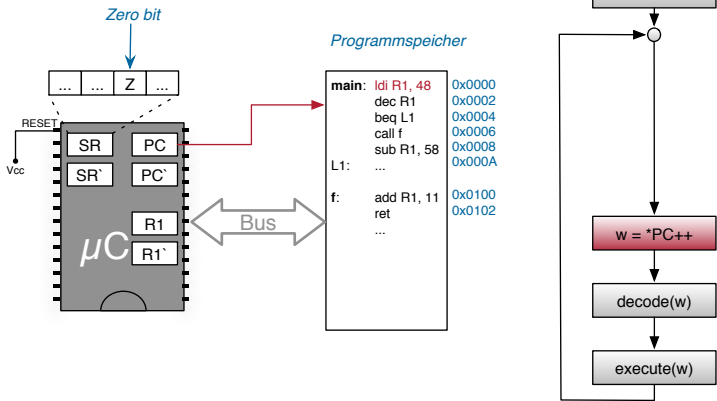 Zero bit
Programmspeicher
... ... Z ...
main: ldi R1, 48 0x0000
dec R1 0x0002
beq L1 0x0004
call f 0x0006
sub R1, 58 0x0008
L1: ... 0x000A
f: add R1, 11 0x0100
ret 0x0102
...
RESET
Vcc
SR PC
SR` PC`
R1
R1`
µC
Bus
w = *PC++
decode(w)
execute(w)